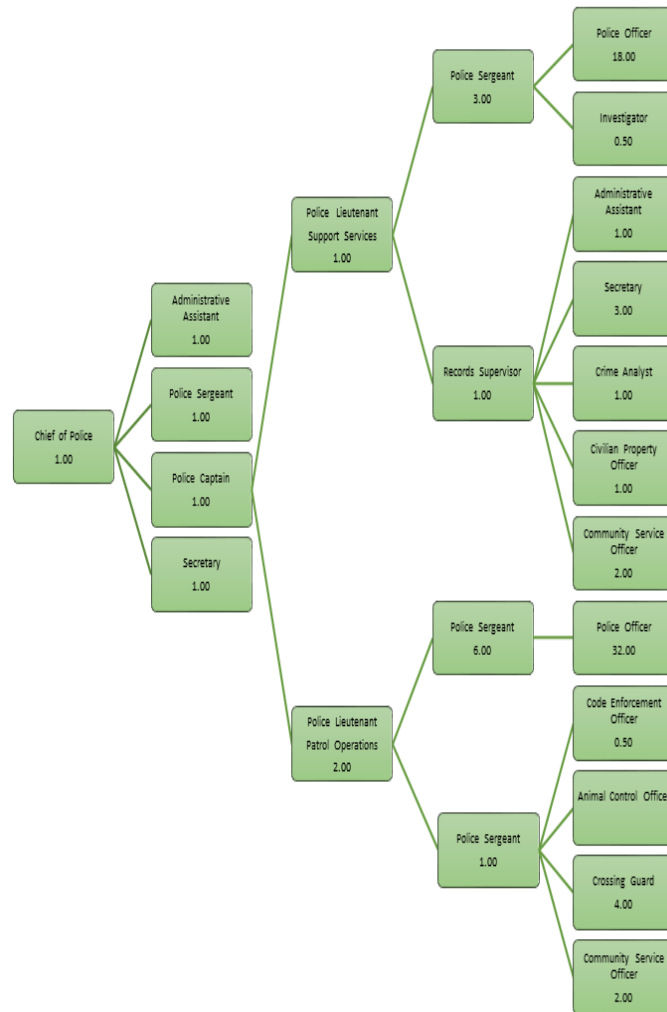 Chief of Police
1.00
Administrative
Assistant
1.00
Police Sergeant
1.00
Police Captain
1.00
Secretary
1.00
Police Lieutenant
Support Services
1.00
Police Sergeant
3.00
Police Officer
18.00
Investigator
0.50
Records Supervisor
1.00
Administrative
Assistant
1.00
Secretary
3.00
Crime Analyst
1.00
Civilian Property
Officer
1.00
Community Service
Officer
2.00
Police Lieutenant
Patrol Operations
2.00
Police Sergeant
6.00
Police Officer
32.00
Police Sergeant
1.00
Code Enforcement
Officer
0.50
Animal Control Office
Crossing Guard
4.00
Community Service
Officer
2.00